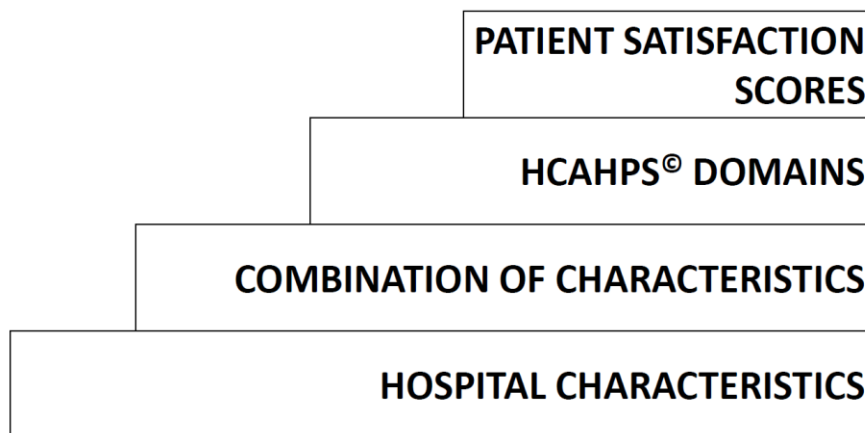 PATIENT SATISFACTION
SCORES
HCAHPS© DOMAINS
COMBINATION OF CHARACTERISTICS
HOSPITAL CHARACTERISTICS